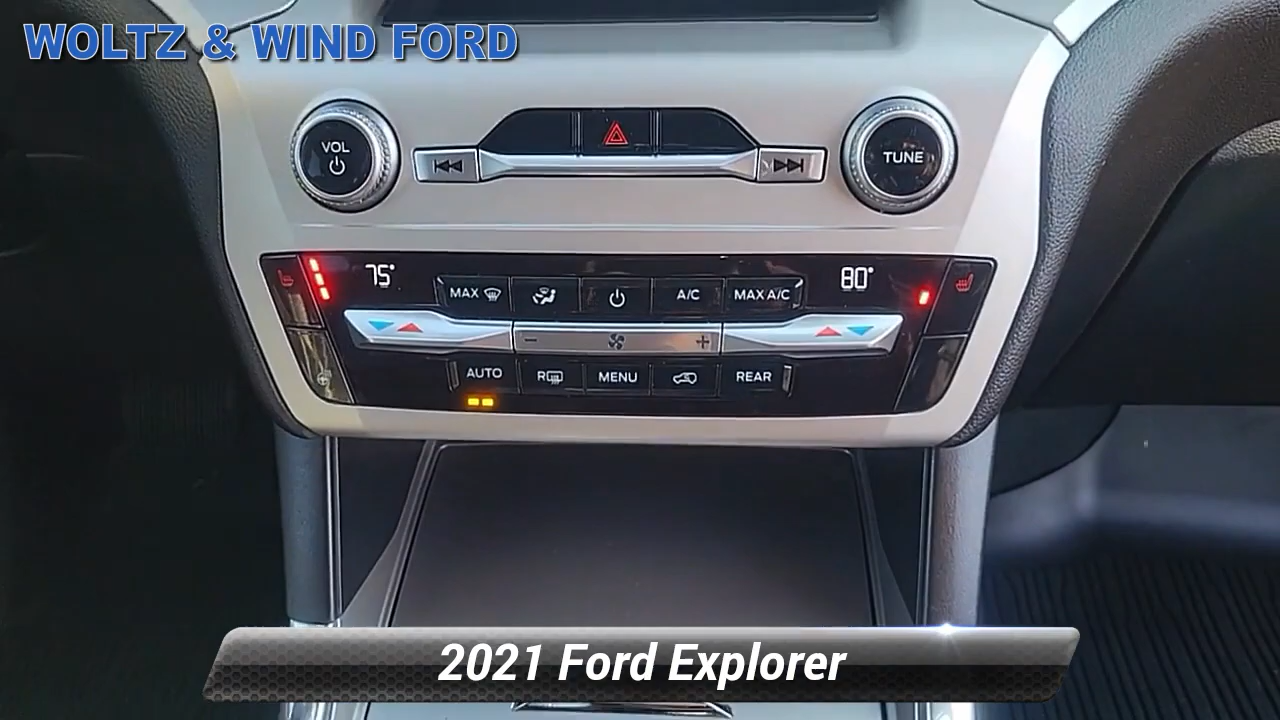 WOLTZ & WIND FORD
VOL
TUNE
75°
80°
MAX
A/C
MAX A/C
AUTO
R
MENU
REAR
2021 Ford Explorer